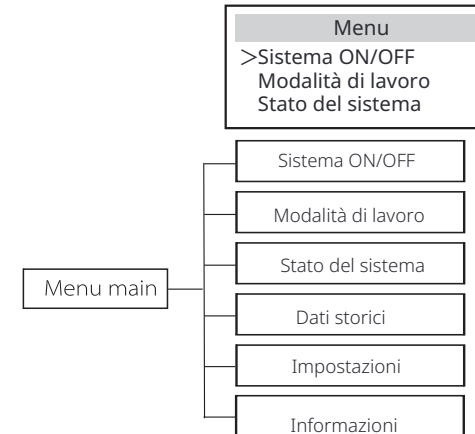 Menu
>Sistema ON/OFF
Modalità di lavoro
Stato del sistema
Sistema ON/OFF
Modalità di lavoro
Stato del sistema
Menu main
Dati storici
Impostazioni
Informazioni